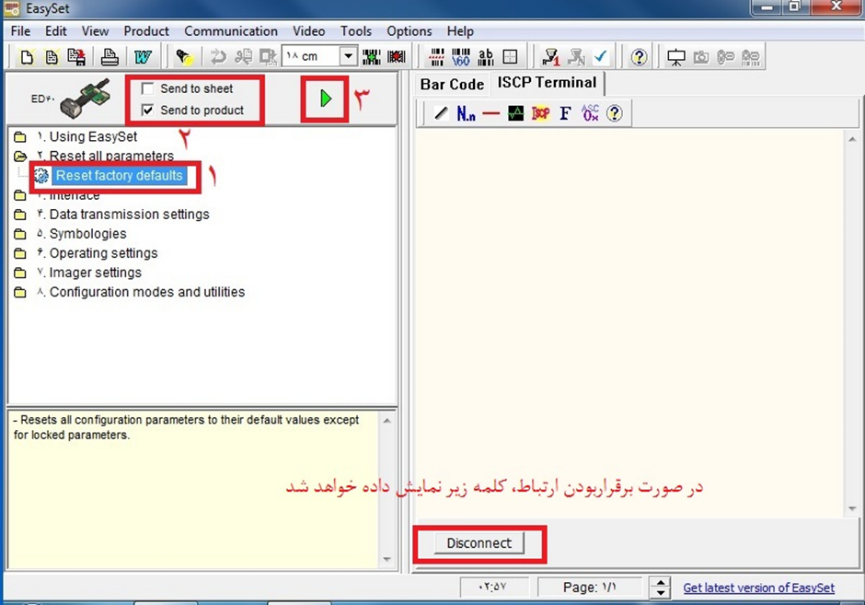 EasySet
File Edit View Product Communication Video Tools Options Help
۱۸ cm
ED۴۰
Send to sheet
Send to product
۳
۲
۱
۱. Using EasySet
۲. Reset all parameters
Reset factory defaults
۳. Interface
۴. Data transmission settings
۵. Symbologies
۶. Operating settings
۷. Imager settings
۸. Configuration modes and utilities
- Resets all configuration parameters to their default values except
for locked parameters.
Bar Code ISCP Terminal
N.n ISCP F ASC 0x
در صورت برقراربودن ارتباط، کلمه زیر نمایش داده خواهد شد
Disconnect
۰۲:۵۷
Page: ۱/۱
Get latest version of EasySet